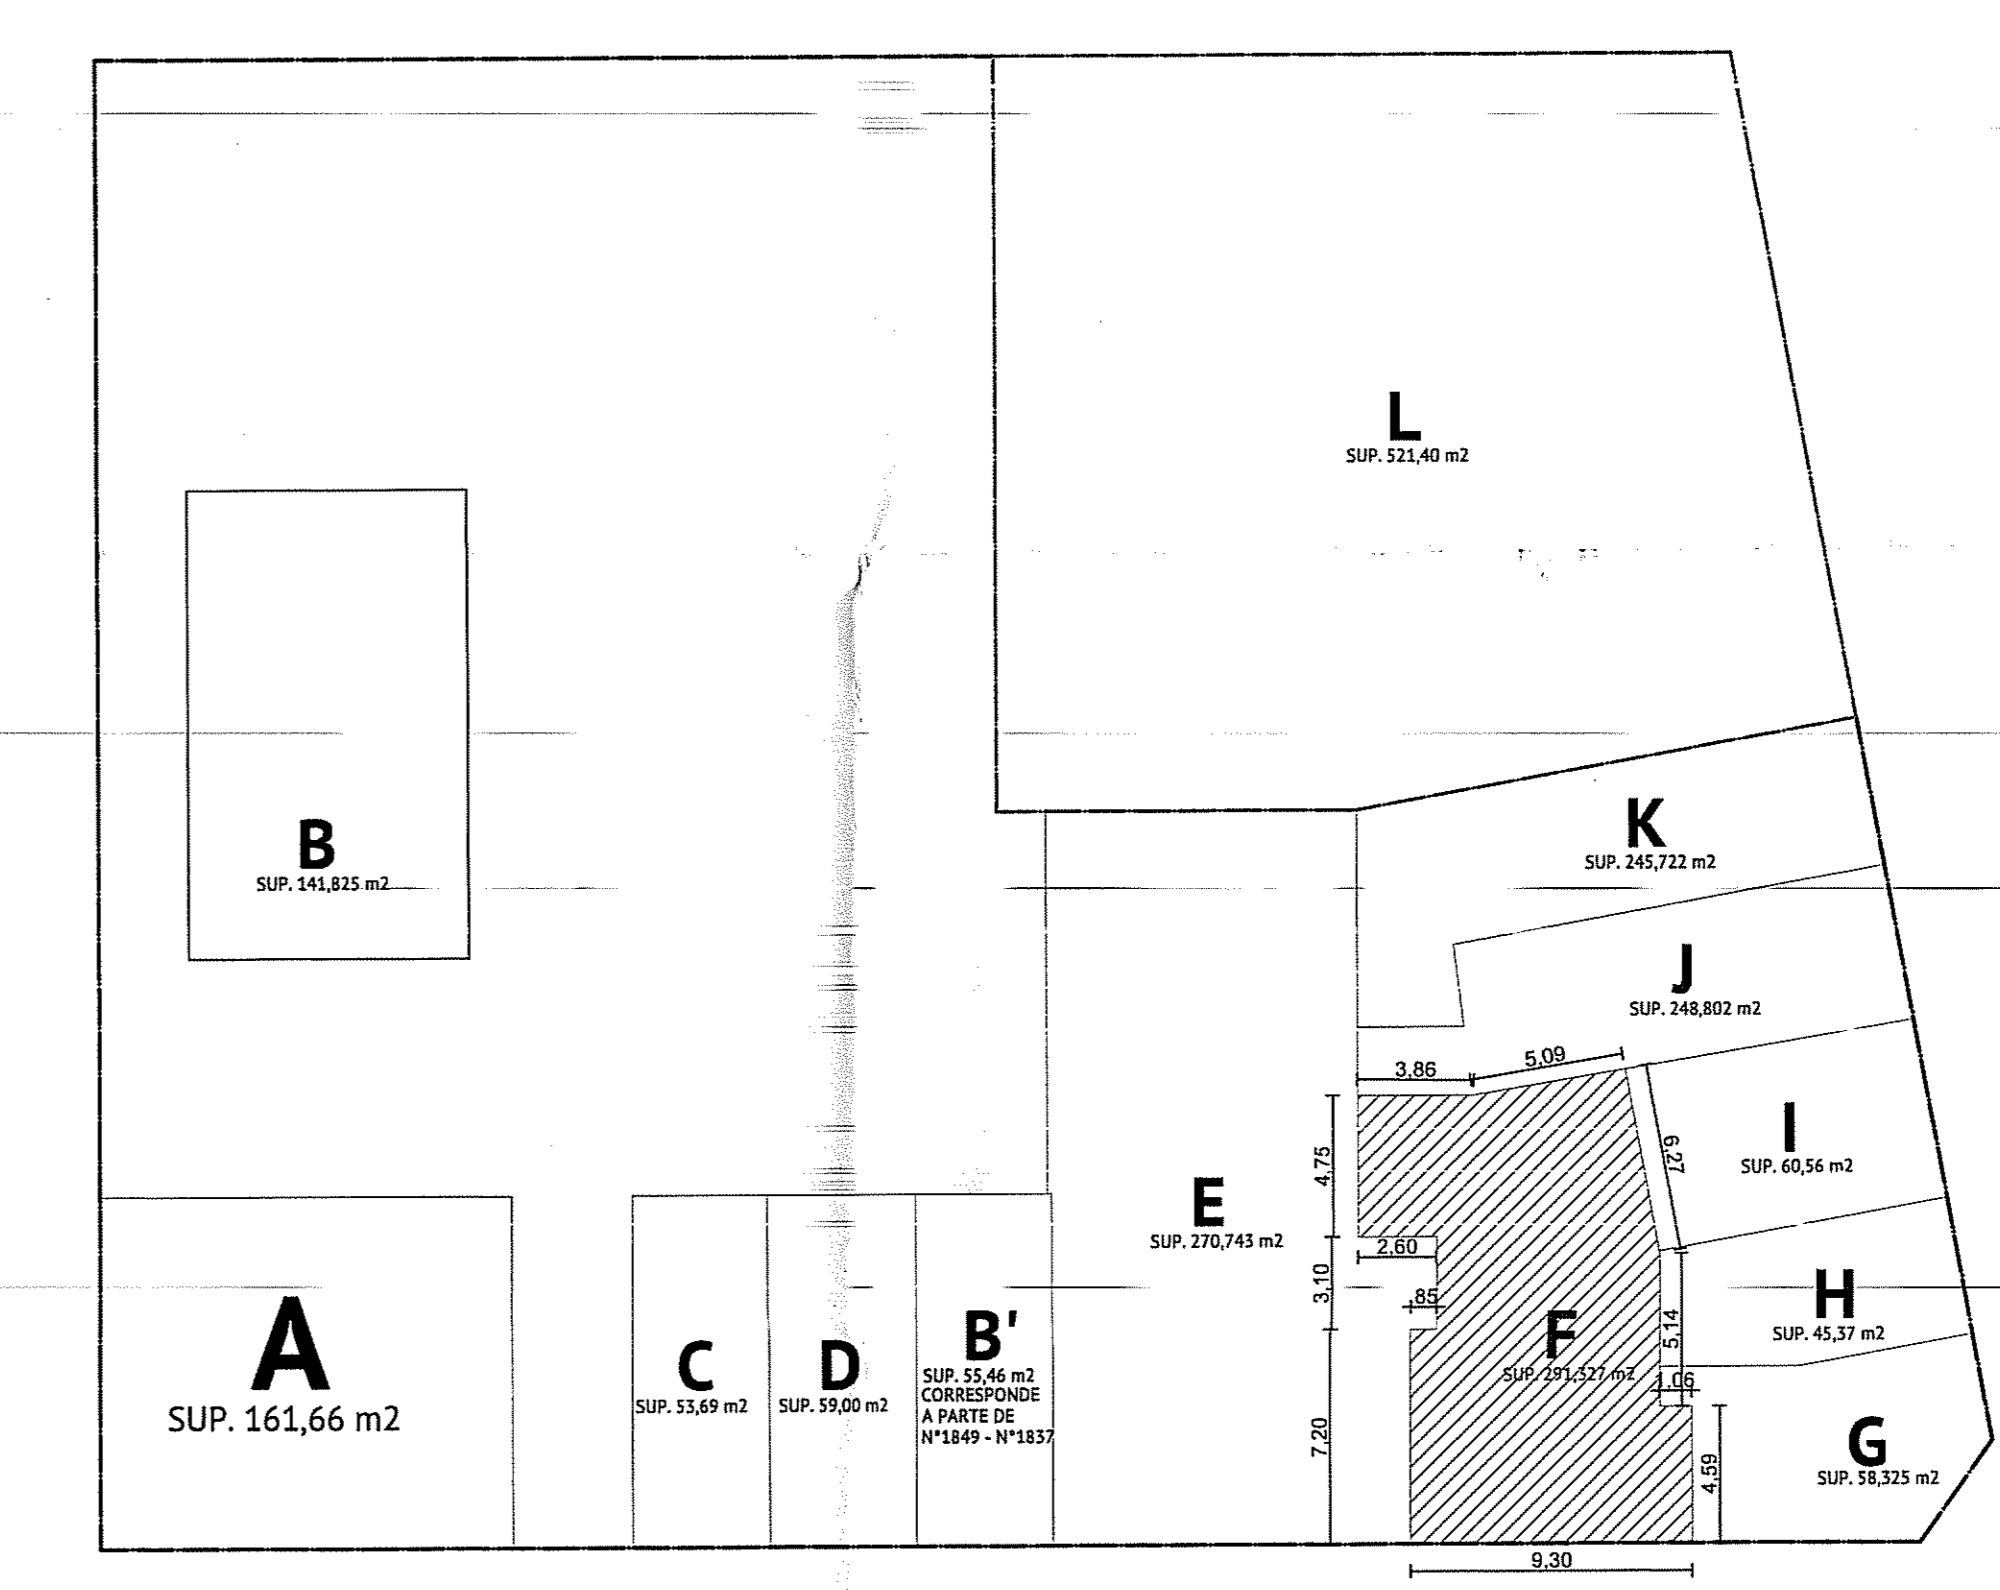 L
SUP. 521,40 m2
B
SUP. 141,825 m2
K
SUP. 245,722 m2
J
SUP. 248,802 m2
5,09
3,86
4,75
6,27
I
SUP. 60,56 m2
E
SUP. 270,743 m2
2,60
3,10
,85
A
SUP. 161,66 m2
C
SUP. 53,69 m2
D
SUP. 59,00 m2
B'
SUP. 55,46 m2
CORRESPONDE
A PARTE DE
N°1849 - N°1837
F
SUP. 291,327 m2
5,14
H
SUP. 45,37 m2
1,06
7,20
4,59
G
SUP. 58,325 m2
9,30